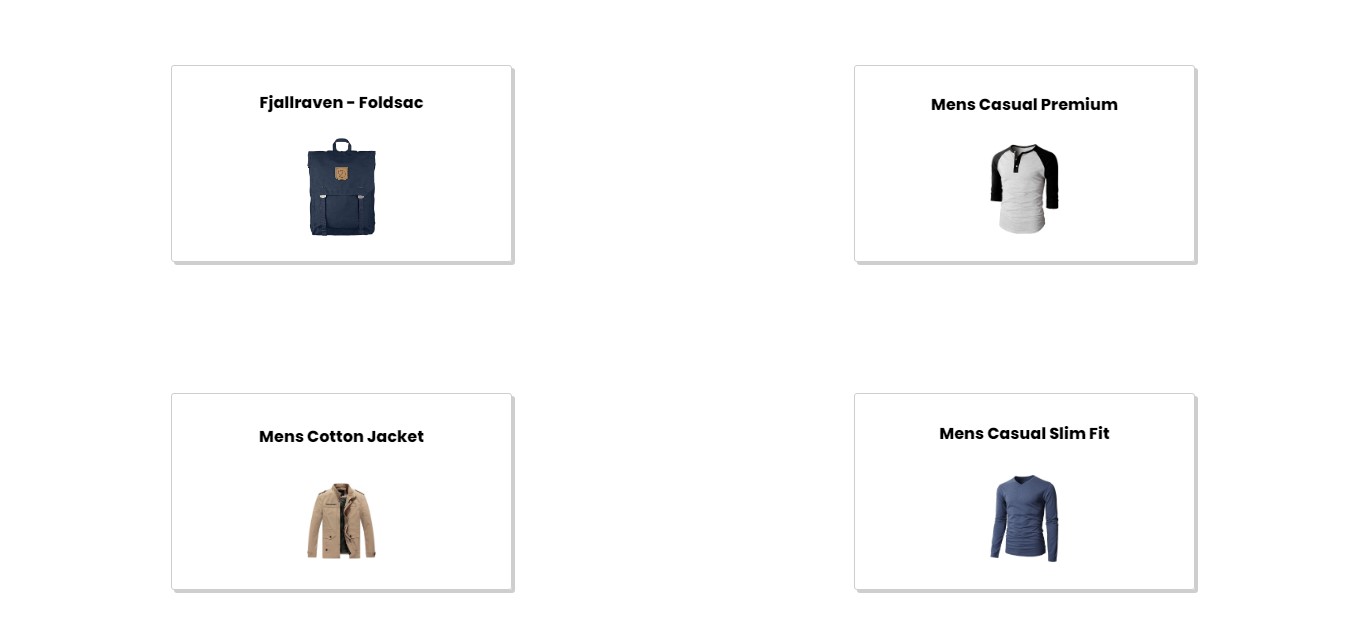 Fjallraven - Foldsac
Mens Casual Premium
Mens Cotton Jacket
Mens Casual Slim Fit